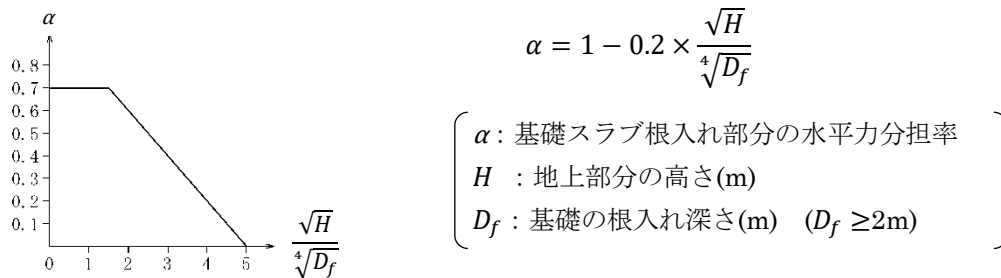 α
0.8
0.7
0.6
0.5
0.4
0.3
0.2
0.1
0 1 2 3 4 5
√H / ∜D_f
α = 1 − 0.2 × √H / ∜D_f
α : 基礎スラブ根入れ部分の水平力分担率
H : 地上部分の高さ(m)
D_f : 基礎の根入れ深さ(m) (D_f ≥2m)